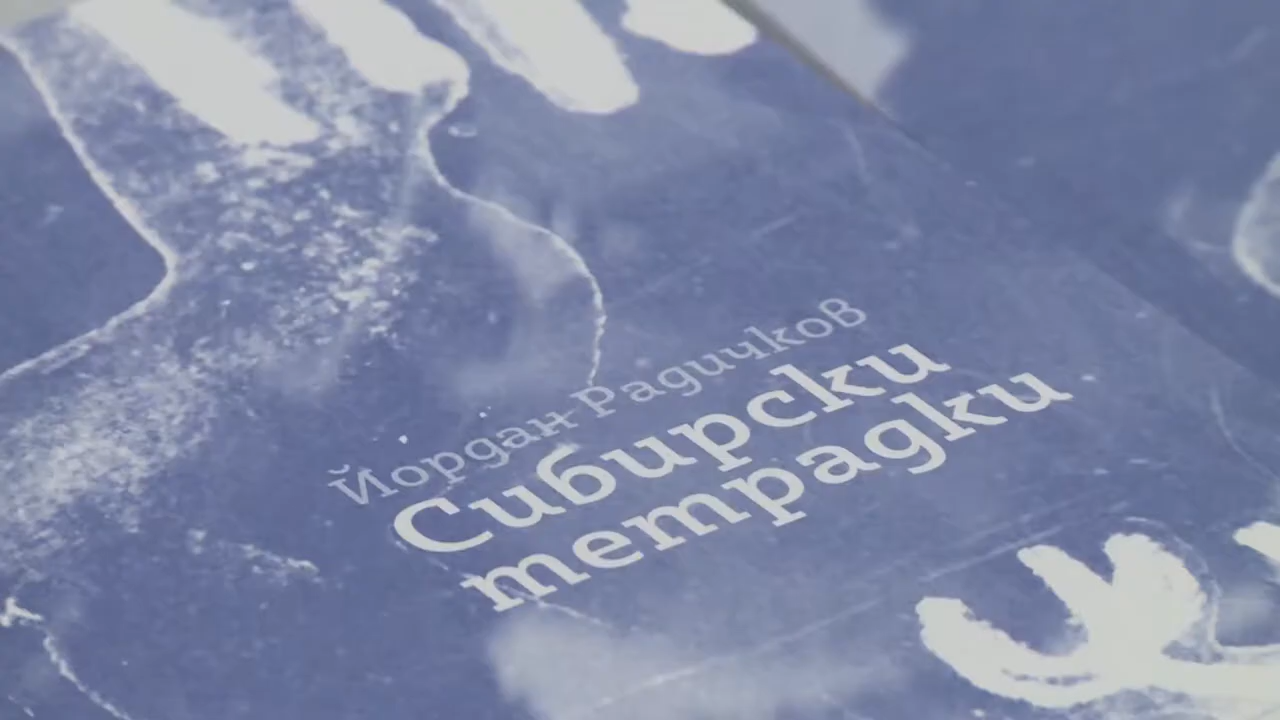 Йордан Радичков
Сибирски
тетрадки